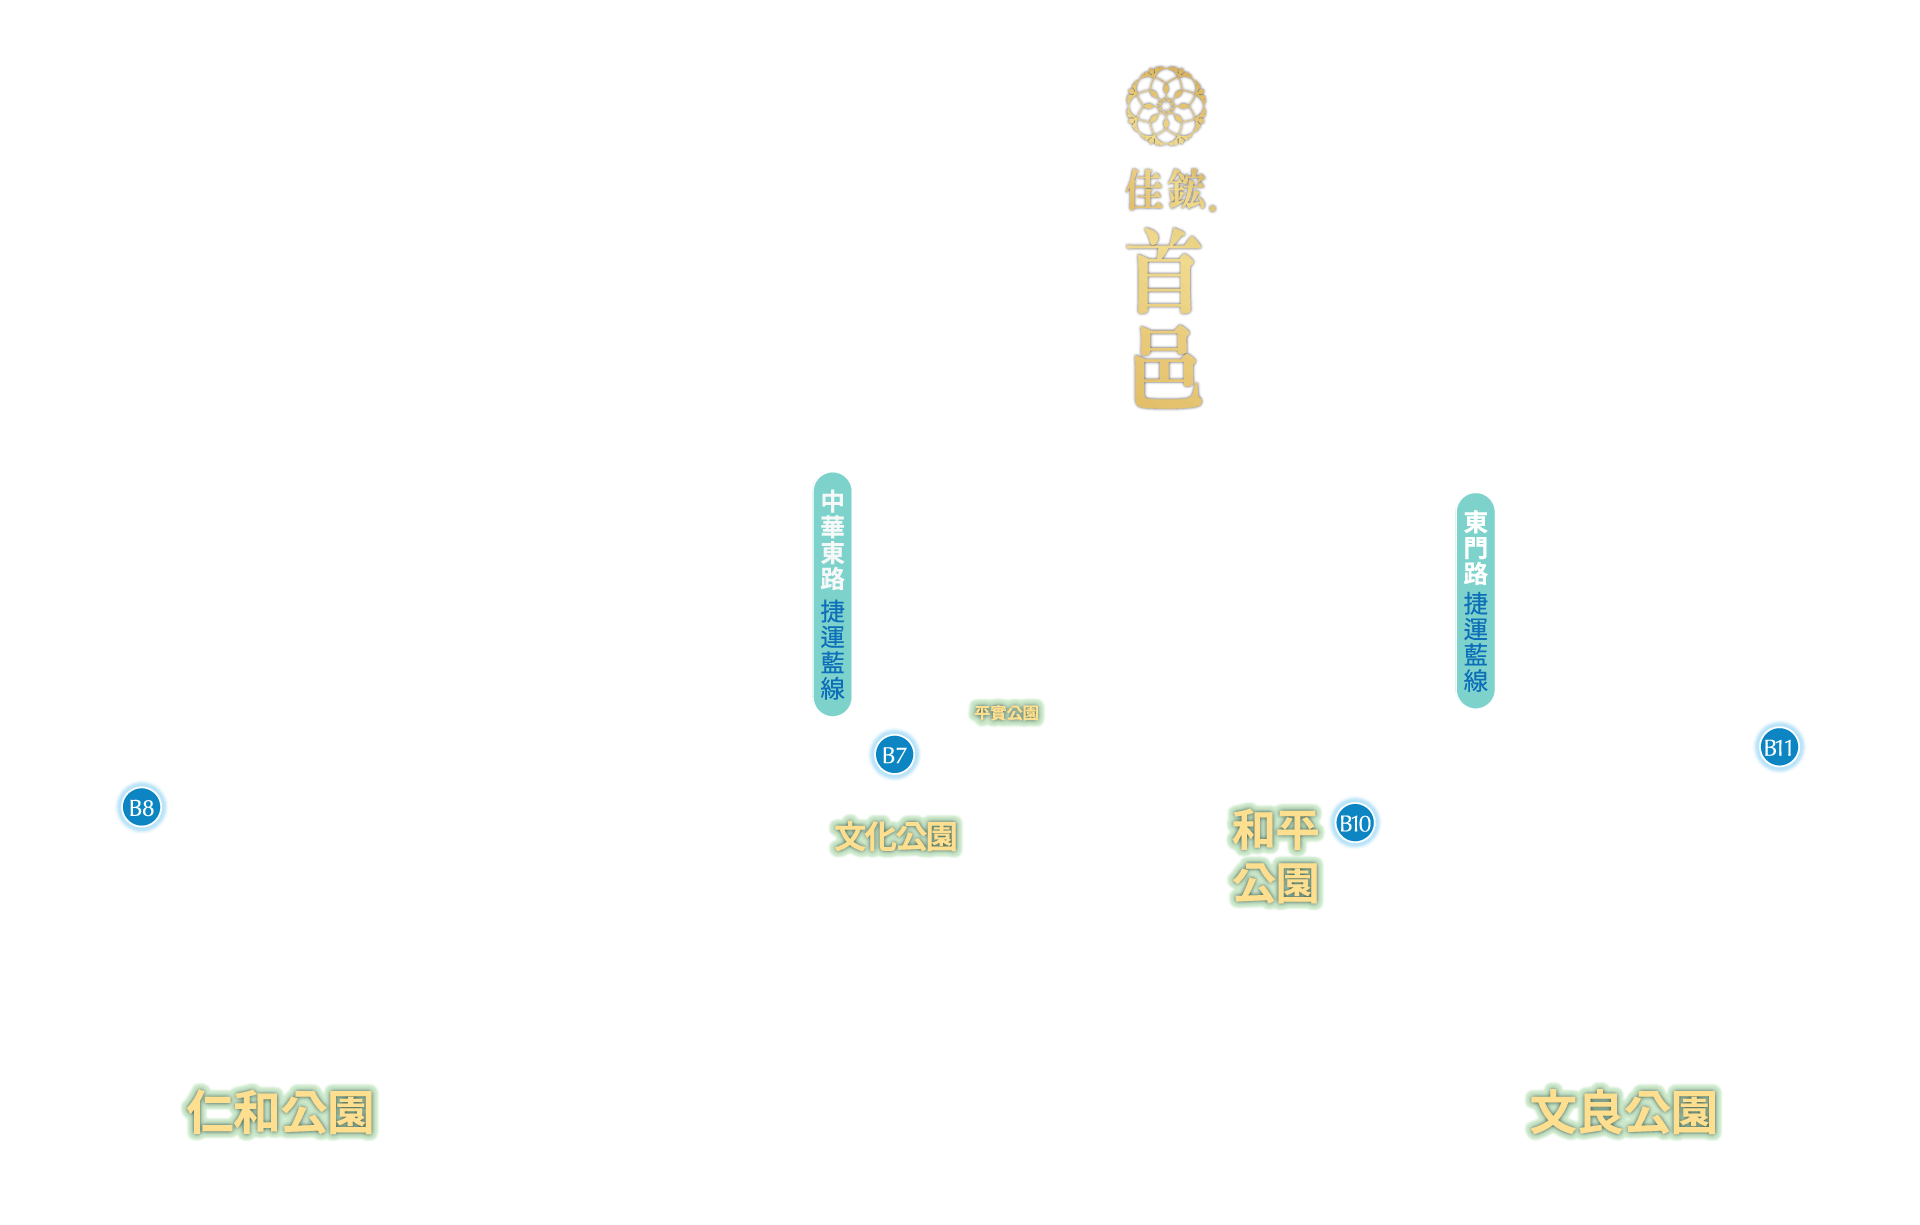 佳鋐.
首邑
中華東路 捷運藍線
東門路 捷運藍線
平實公園
B7
B11
B8
文化公園
和平
公園
B10
仁和公園
文良公園